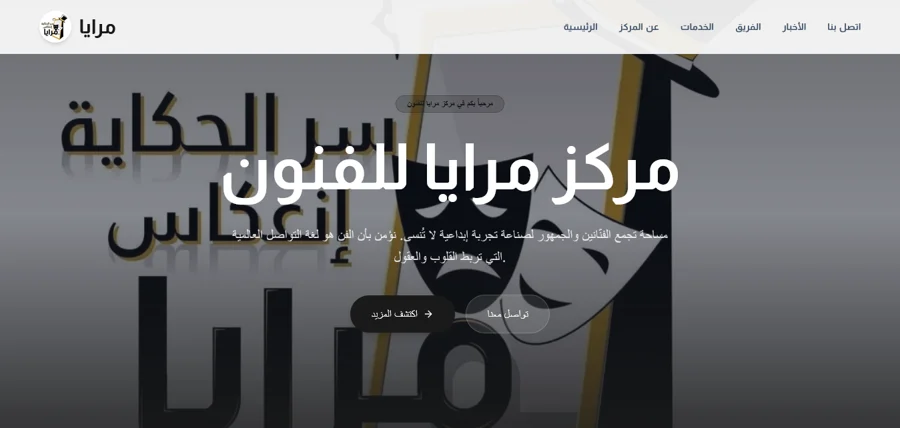 مرايا
الرئيسية
عن المركز
الخدمات
الفريق
الأخبار
اتصل بنا
مرحباً بكم في مركز مرايا للفنون
سر الحكاية
إنعكاس
مرايا
مركز مرايا للفنون
مساحة تجمع الفنّانين والجمهور لصناعة تجربة إبداعية لا تُنسى. نؤمن بأن الفن هو لغة التواصل العالمية
.التي تربط القلوب والعقول
اكتشف المزيد
تواصل معنا